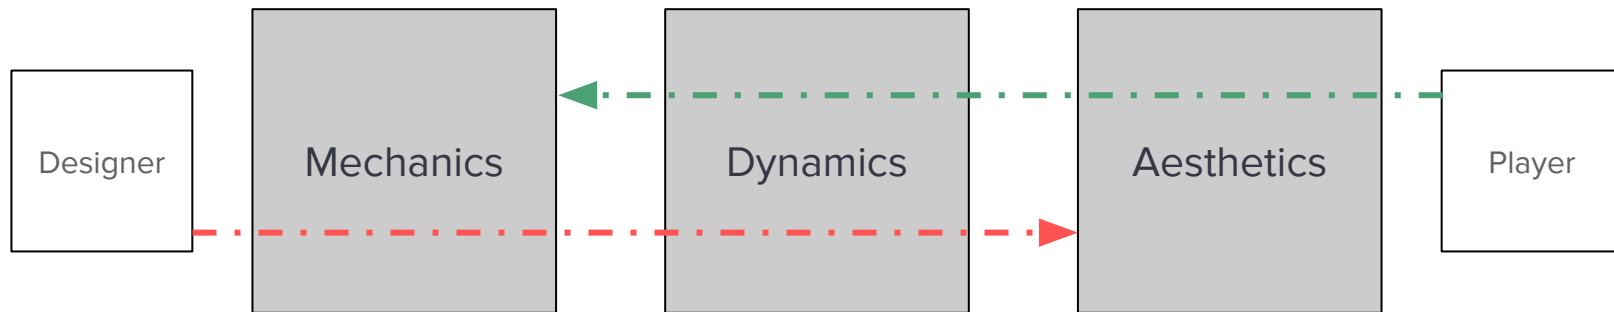 Designer
Mechanics
Dynamics
Aesthetics
Player